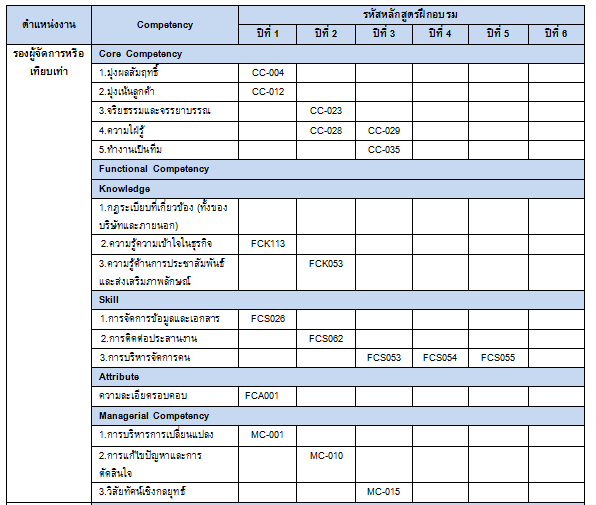 ตำแหน่งงาน Competency รหัสหลักสูตรฝึกอบรม
ปีที่ 1 ปีที่ 2 ปีที่ 3 ปีที่ 4 ปีที่ 5 ปีที่ 6
รองผู้จัดการหรือ Core Competency
เทียบเท่า 1.มุ่งผลสัมฤทธิ์ CC-004
2.มุ่งเน้นลูกค้า CC-012
3.จริยธรรมและจรรยาบรรณ CC-023
4.ความใฝ่รู้ CC-028 CC-029
5.ทำงานเป็นทีม CC-035
Functional Competency
Knowledge
1.กฎระเบียบที่เกี่ยวข้อง (ทั้งของ
บริษัทและภายนอก)
2.ความรู้ความเข้าใจในธุรกิจ FCK113
3.ความรู้ด้านการประชาสัมพันธ์ FCK053
และส่งเสริมภาพลักษณ์
Skill
1.การจัดการข้อมูลและเอกสาร FCS026
2.การติดต่อประสานงาน FCS062
3.การบริหารจัดการคน FCS053 FCS054 FCS055
Attribute
ความละเอียดรอบคอบ FCA001
Managerial Competency
1.การบริหารการเปลี่ยนแปลง MC-001
2.การแก้ไขปัญหาและการ MC-010
ตัดสินใจ
3.วิสัยทัศน์เชิงกลยุทธ์ MC-015